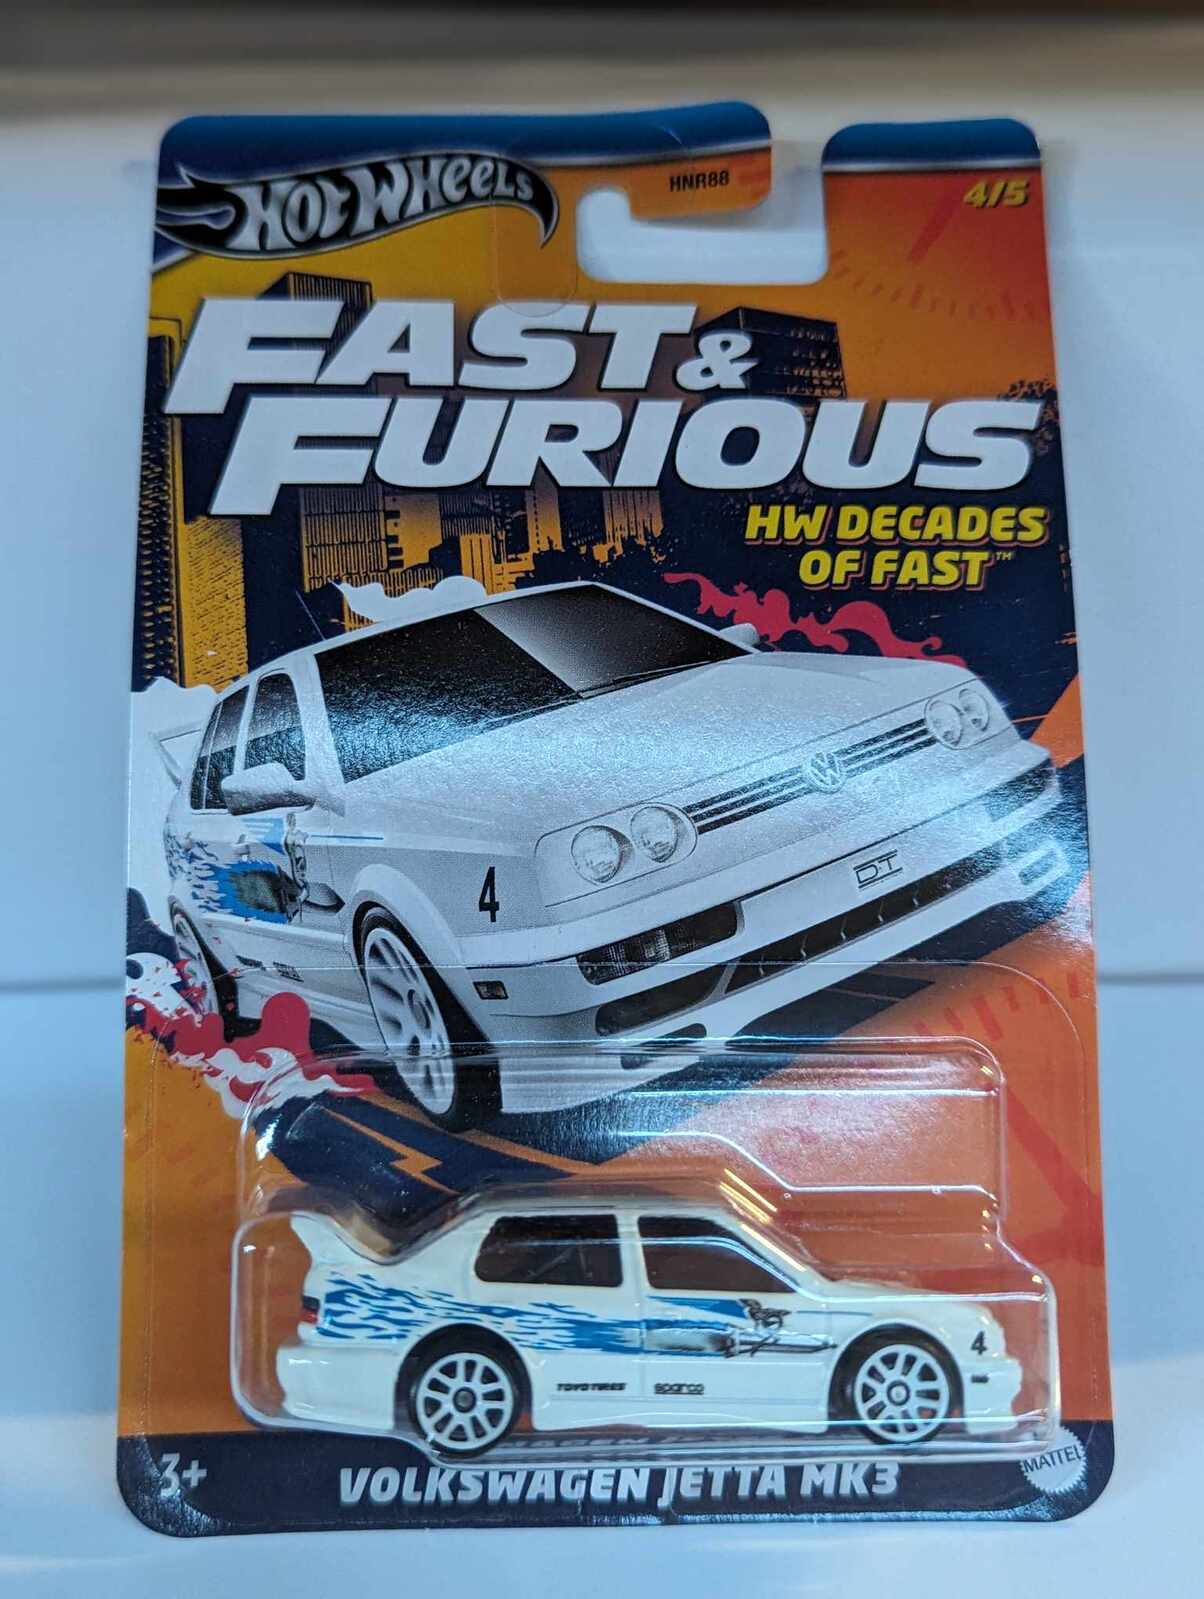 HOT WHEELS
HNR88
4/5
FAST &
FURIOUS
HW DECADES
OF FAST™
4
DT
4
TOYO TIRES
sparco
3+
VOLKSWAGEN JETTA MK3
MATTEL